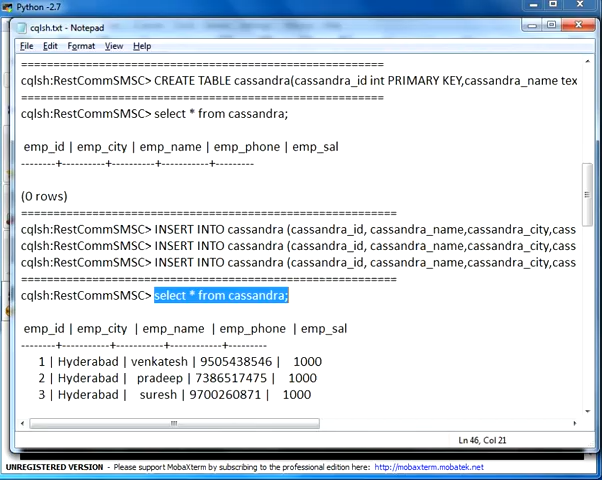 Python -2.7
cqlsh.txt - Notepad
File Edit Format View Help
========================================================
cqlsh:RestCommSMSC> CREATE TABLE cassandra(cassandra_id int PRIMARY KEY,cassandra_name tex
========================================================
cqlsh:RestCommSMSC> select * from cassandra;
emp_id | emp_city | emp_name | emp_phone | emp_sal
--------+----------+----------+-----------+---------
(0 rows)
==========================================================
cqlsh:RestCommSMSC> INSERT INTO cassandra (cassandra_id, cassandra_name,cassandra_city,cass
cqlsh:RestCommSMSC> INSERT INTO cassandra (cassandra_id, cassandra_name,cassandra_city,cass
cqlsh:RestCommSMSC> INSERT INTO cassandra (cassandra_id, cassandra_name,cassandra_city,cass
==========================================================
cqlsh:RestCommSMSC> select * from cassandra;
emp_id | emp_city | emp_name | emp_phone | emp_sal
--------+-----------+-----------+------------+---------
1 | Hyderabad | venkatesh | 9505438546 | 1000
2 | Hyderabad | pradeep | 7386517475 | 1000
3 | Hyderabad | suresh | 9700260871 | 1000
Ln 46, Col 21
UNREGISTERED VERSION - Please support MobaXterm by subscribing to the professional edition here: http://mobaxterm.mobatek.net